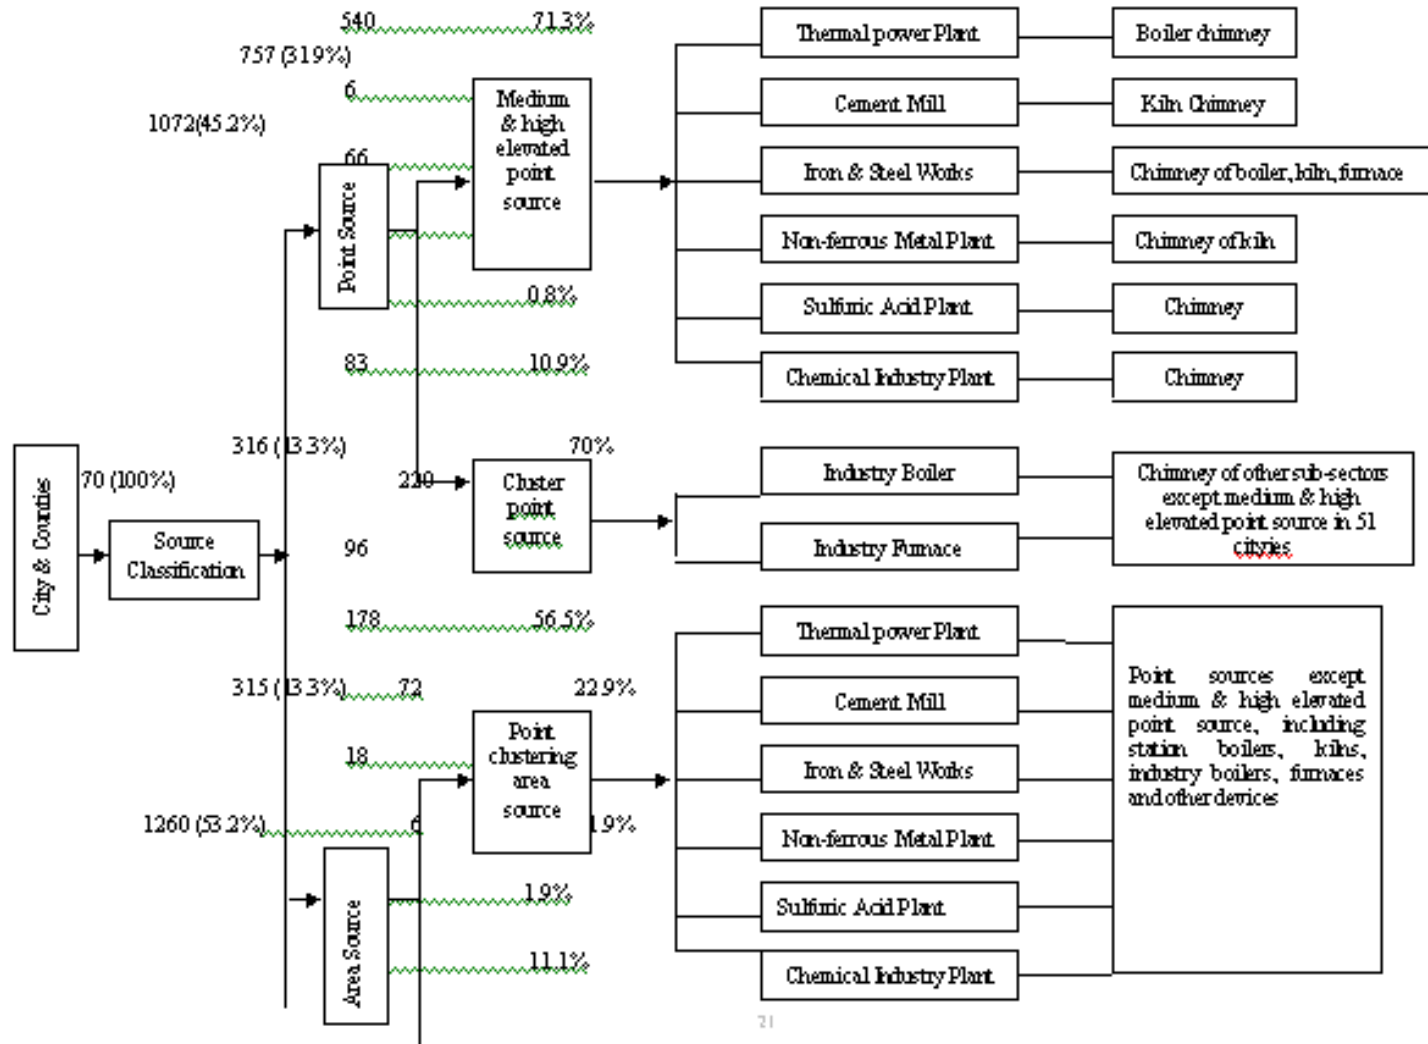 540 71.3%
757 (31.9%)
6
1072(45.2%)
66
0.8%
83 10.9%
Point Source
Medium
& high
elevated
point
source
Thermal power Plant
Boiler chimney
Cement Mill
Kiln Chimney
Iron & Steel Works
Chimney of boiler, kiln, furnace
Non-ferrous Metal Plant
Chimney of kiln
Sulfuric Acid Plant
Chimney
Chemical Industry Plant
Chimney
316 (13.3%)
70%
220
70 (100%)
City & Counties
Source
Classification
96
Cluster
point
source
Industry Boiler
Industry Furnace
Chimney of other sub-sectors
except medium & high
elevated point source in 51
cityies
178 56.5%
315 (13.3%) 72 22.9%
18
1260 (53.2%) 6 1.9%
1.9%
11.1%
Area Source
Point
clustering
area
source
Thermal power Plant
Cement Mill
Iron & Steel Works
Non-ferrous Metal Plant
Sulfuric Acid Plant
Chemical Industry Plant
Point sources except
medium & high elevated
point source, including
station boilers, kilns,
industry boilers, furnaces
and other devices
21